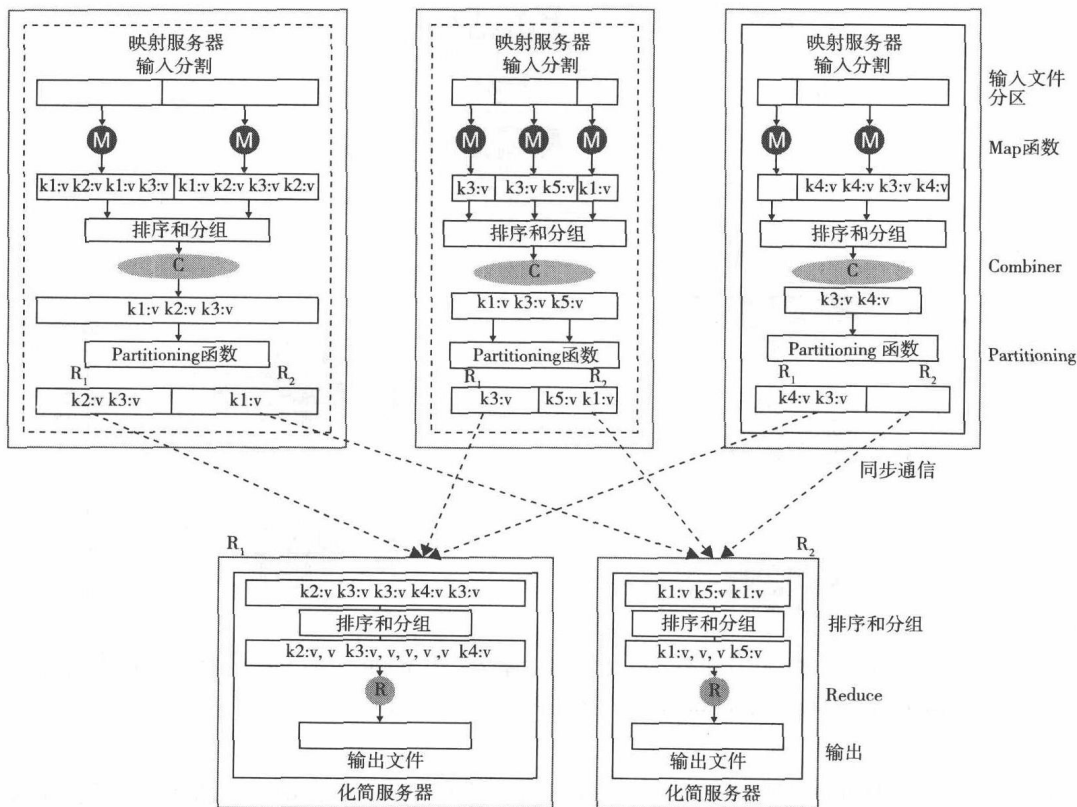 映射服务器
输入分割
M M
k1:v k2:v k1:v k3:v k1:v k2:v k3:v k2:v
排序和分组
C
k1:v k2:v k3:v
Partitioning函数
R1 R2
k2:v k3:v k1:v
映射服务器
输入分割
M M M
k3:v k3:v k5:v k1:v
排序和分组
C
k1:v k3:v k5:v
Partitioning函数
R1 R2
k3:v k5:v k1:v
映射服务器
输入分割
M M
k4:v k4:v k3:v k4:v
排序和分组
C
k3:v k4:v
Partitioning 函数
R1 R2
k4:v k3:v
输入文件
分区
Map函数
Combiner
Partitioning
同步通信
R1
k2:v k3:v k3:v k4:v k3:v
排序和分组
k2:v, v k3:v, v, v, v ,v k4:v
R
输出文件
化简服务器
R2
k1:v k5:v k1:v
排序和分组
k1:v, v, v k5:v
R
输出文件
化简服务器
排序和分组
Reduce
输出